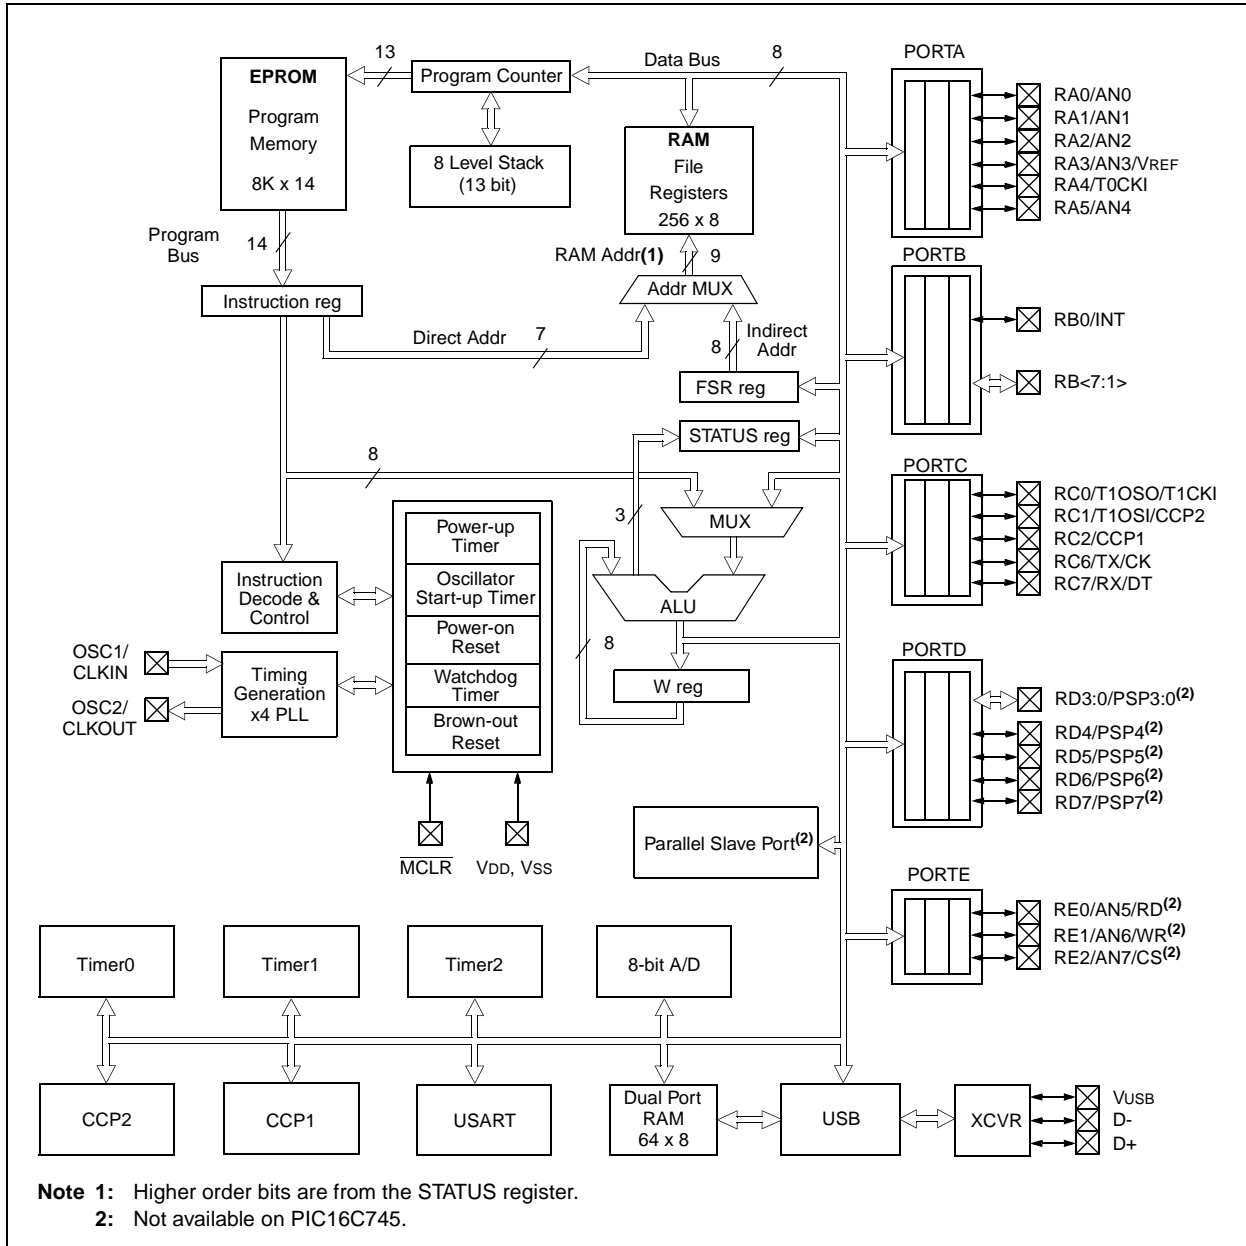 EPROM
Program
Memory
8K x 14
13
Program Counter
Data Bus
8
8 Level Stack
(13 bit)
RAM
File
Registers
256 x 8
Program
Bus
14
RAM Addr(1)
9
Addr MUX
Instruction reg
Direct Addr
7
8
Indirect
Addr
FSR reg
STATUS reg
8
3
MUX
ALU
8
W reg
Power-up
Timer
Oscillator
Start-up Timer
Power-on
Reset
Watchdog
Timer
Brown-out
Reset
Instruction
Decode &
Control
OSC1/
CLKIN
OSC2/
CLKOUT
Timing
Generation
x4 PLL
MCLR
VDD, VSS
Parallel Slave Port(2)
PORTA
RA0/AN0
RA1/AN1
RA2/AN2
RA3/AN3/VREF
RA4/T0CKI
RA5/AN4
PORTB
RB0/INT
RB<7:1>
PORTC
RC0/T1OSO/T1CKI
RC1/T1OSI/CCP2
RC2/CCP1
RC6/TX/CK
RC7/RX/DT
PORTD
RD3:0/PSP3:0(2)
RD4/PSP4(2)
RD5/PSP5(2)
RD6/PSP6(2)
RD7/PSP7(2)
PORTE
RE0/AN5/RD(2)
RE1/AN6/WR(2)
RE2/AN7/CS(2)
Timer0
Timer1
Timer2
8-bit A/D
CCP2
CCP1
USART
Dual Port
RAM
64 x 8
USB
XCVR
VUSB
D-
D+
Note 1: Higher order bits are from the STATUS register.
2: Not available on PIC16C745.